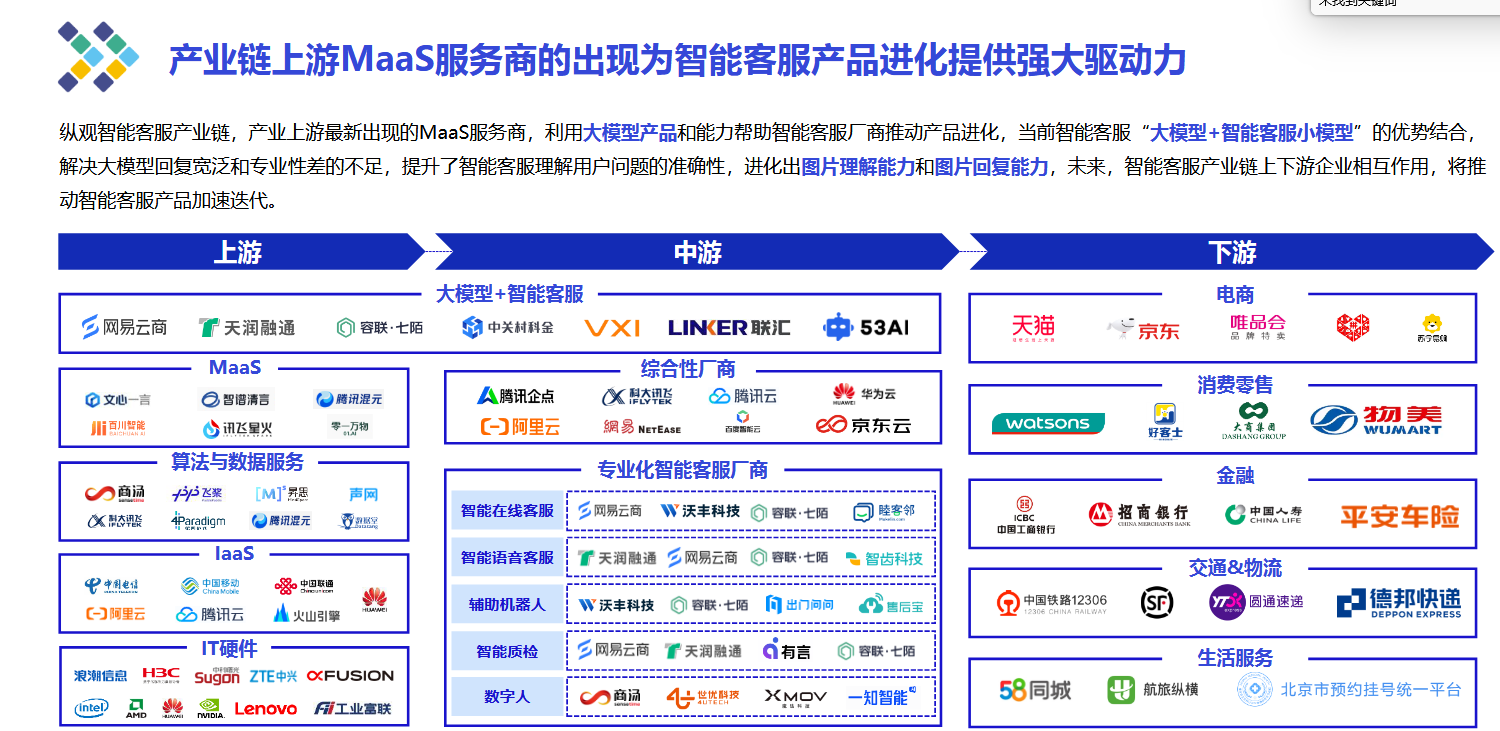 未找到关键词
产业链上游MaaS服务商的出现为智能客服产品进化提供强大驱动力
纵观智能客服产业链，产业上游最新出现的MaaS服务商，利用大模型产品和能力帮助智能客服厂商推动产品进化，当前智能客服“大模型+智能客服小模型”的优势结合，
解决大模型回复宽泛和专业性差的不足，提升了智能客服理解用户问题的准确性，进化出图片理解能力和图片回复能力，未来，智能客服产业链上下游企业相互作用，将推
动智能客服产品加速迭代。
上游
中游
下游
大模型+智能客服
网易云商 天润融通 容联·七陌 中关村科金 VXI LINKER联汇 53AI
MaaS
文心一言 智谱清言 腾讯混元
百川智能 讯飞星火 零一万物
BAICHUAN AI IFLYTEK SPARK 01.AI
算法与数据服务
商汤 飞桨 [M]s 昇思 声网
科大讯飞 4Paradigm 腾讯混元 数据堂
IFLYTEK
IaaS
中国电信 中国移动 中国联通
CHINA TELECOM China Mobile China unicom
阿里云 腾讯云 火山引擎 HUAWEI
IT硬件
浪潮信息 H3C 中科曙光 Sugon ZTE中兴 XFUSION
intel AMD HUAWEI NVIDIA. Lenovo Fii工业富联
综合性厂商
腾讯企点 科大讯飞 腾讯云 华为云
IFLYTEK HUAWEI
阿里云 網易 NETEASE 百度智能云 京东云
专业化智能客服厂商
智能在线客服 网易云商 沃丰科技 容联·七陌 睦客邻
智能语音客服 天润融通 网易云商 容联·七陌 智齿科技
辅助机器人 沃丰科技 容联·七陌 出门问问 售后宝
智能质检 网易云商 天润融通 有言 容联·七陌
数字人 商汤 世优科技 XMOV 一知智能
sensetime 4UTECH 魔珐科技 AI
电商
天猫 京东 唯品会 拼 苏宁易购
品牌特卖
消费零售
watsons 好客士 大商集团 物美
DASHANG GROUP WUMART
金融
ICBC 招商银行 中国人寿 平安车险
中国工商银行 CHINA MERCHANTS BANK CHINA LIFE
交通&物流
中国铁路12306 SF YTO 圆通速递 德邦快递
12306 CHINA RAILWAY EXPRESS DEPPON EXPRESS
生活服务
58同城 航旅纵横 北京市预约挂号统一平台